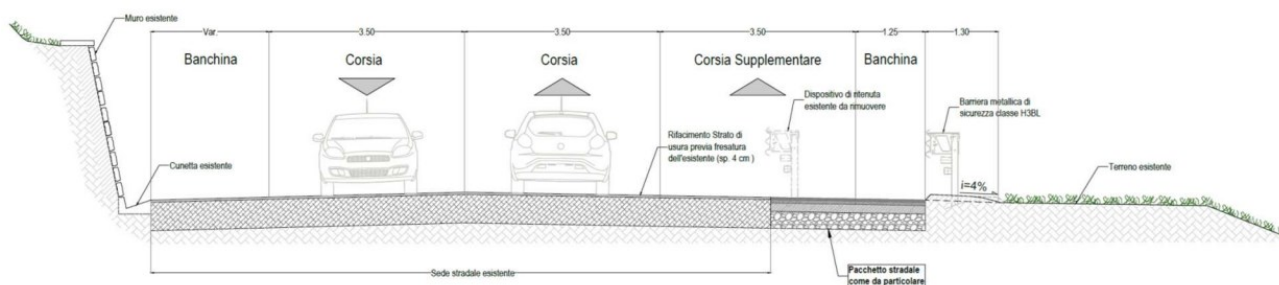 Muro esistente
Var.
3.50
3.50
3.50
1.25
1.30
Banchina
Corsia
Corsia
Corsia Supplementare
Banchina
Dispositivo di ritenuta
esistente da rimuovere
Barriera metallica di
sicurezza classe H3BL
Rifacimento Strato di
usura previa fresatura
dell'esistente (sp. 4 cm )
Cunetta esistente
Terreno esistente
i=4%
Sede stradale esistente
Pacchetto stradale
come da particolare